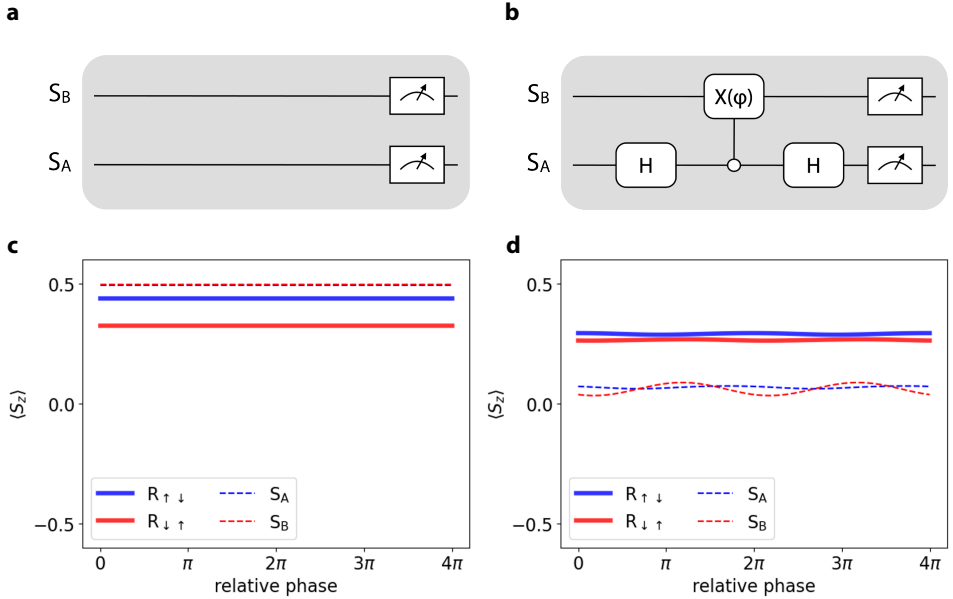 a
S_B
S_A
b
S_B
X(φ)
S_A
H
H
c
0.5
0.0
−0.5
⟨S_z⟩
R↑↓
S_A
R↓↑
S_B
0
π
2π
3π
4π
relative phase
d
0.5
0.0
−0.5
⟨S_z⟩
R↑↓
S_A
R↓↑
S_B
0
π
2π
3π
4π
relative phase